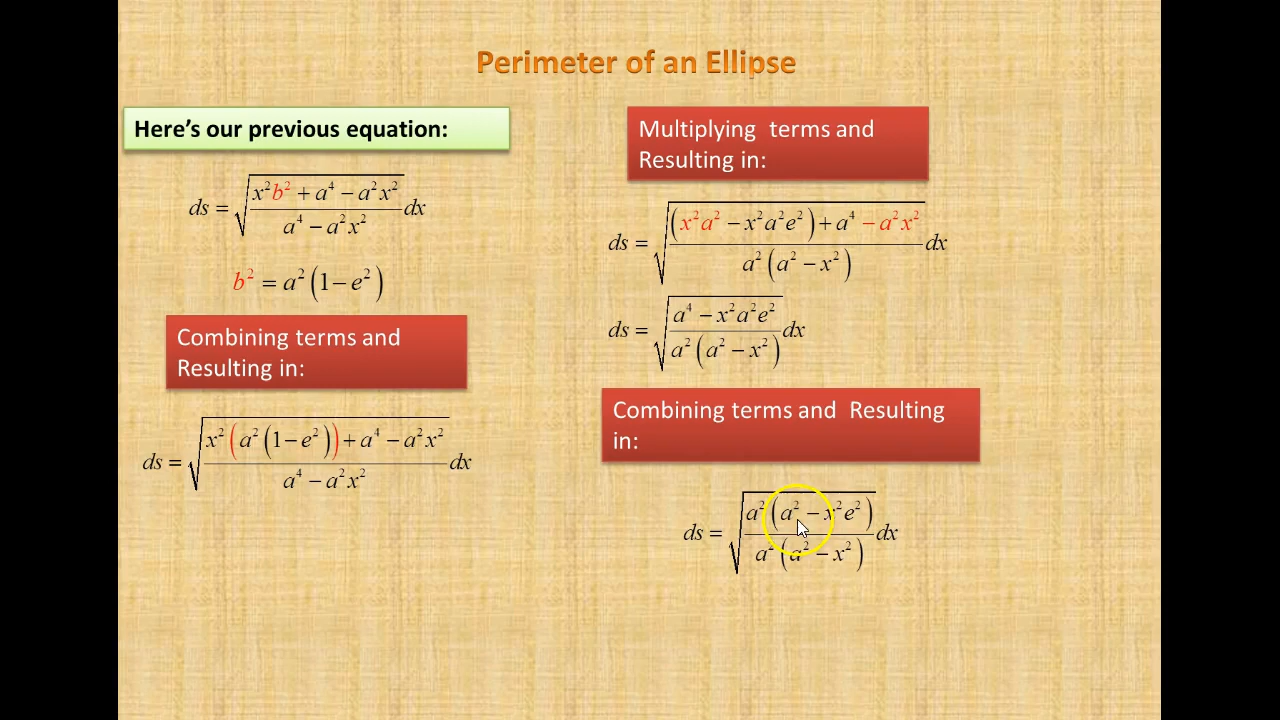 Perimeter of an Ellipse
Here's our previous equation:
ds = √((x²b² + a⁴ − a²x²)/(a⁴ − a²x²)) dx
b² = a²(1 − e²)
Combining terms and
Resulting in:
ds = √((x²(a²(1 − e²)) + a⁴ − a²x²)/(a⁴ − a²x²)) dx
Multiplying terms and
Resulting in:
ds = √(((x²a² − x²a²e²) + a⁴ − a²x²)/(a²(a² − x²))) dx
ds = √((a⁴ − x²a²e²)/(a²(a² − x²))) dx
Combining terms and Resulting
in:
ds = √((a²(a² − x²e²))/(a²(a² − x²))) dx